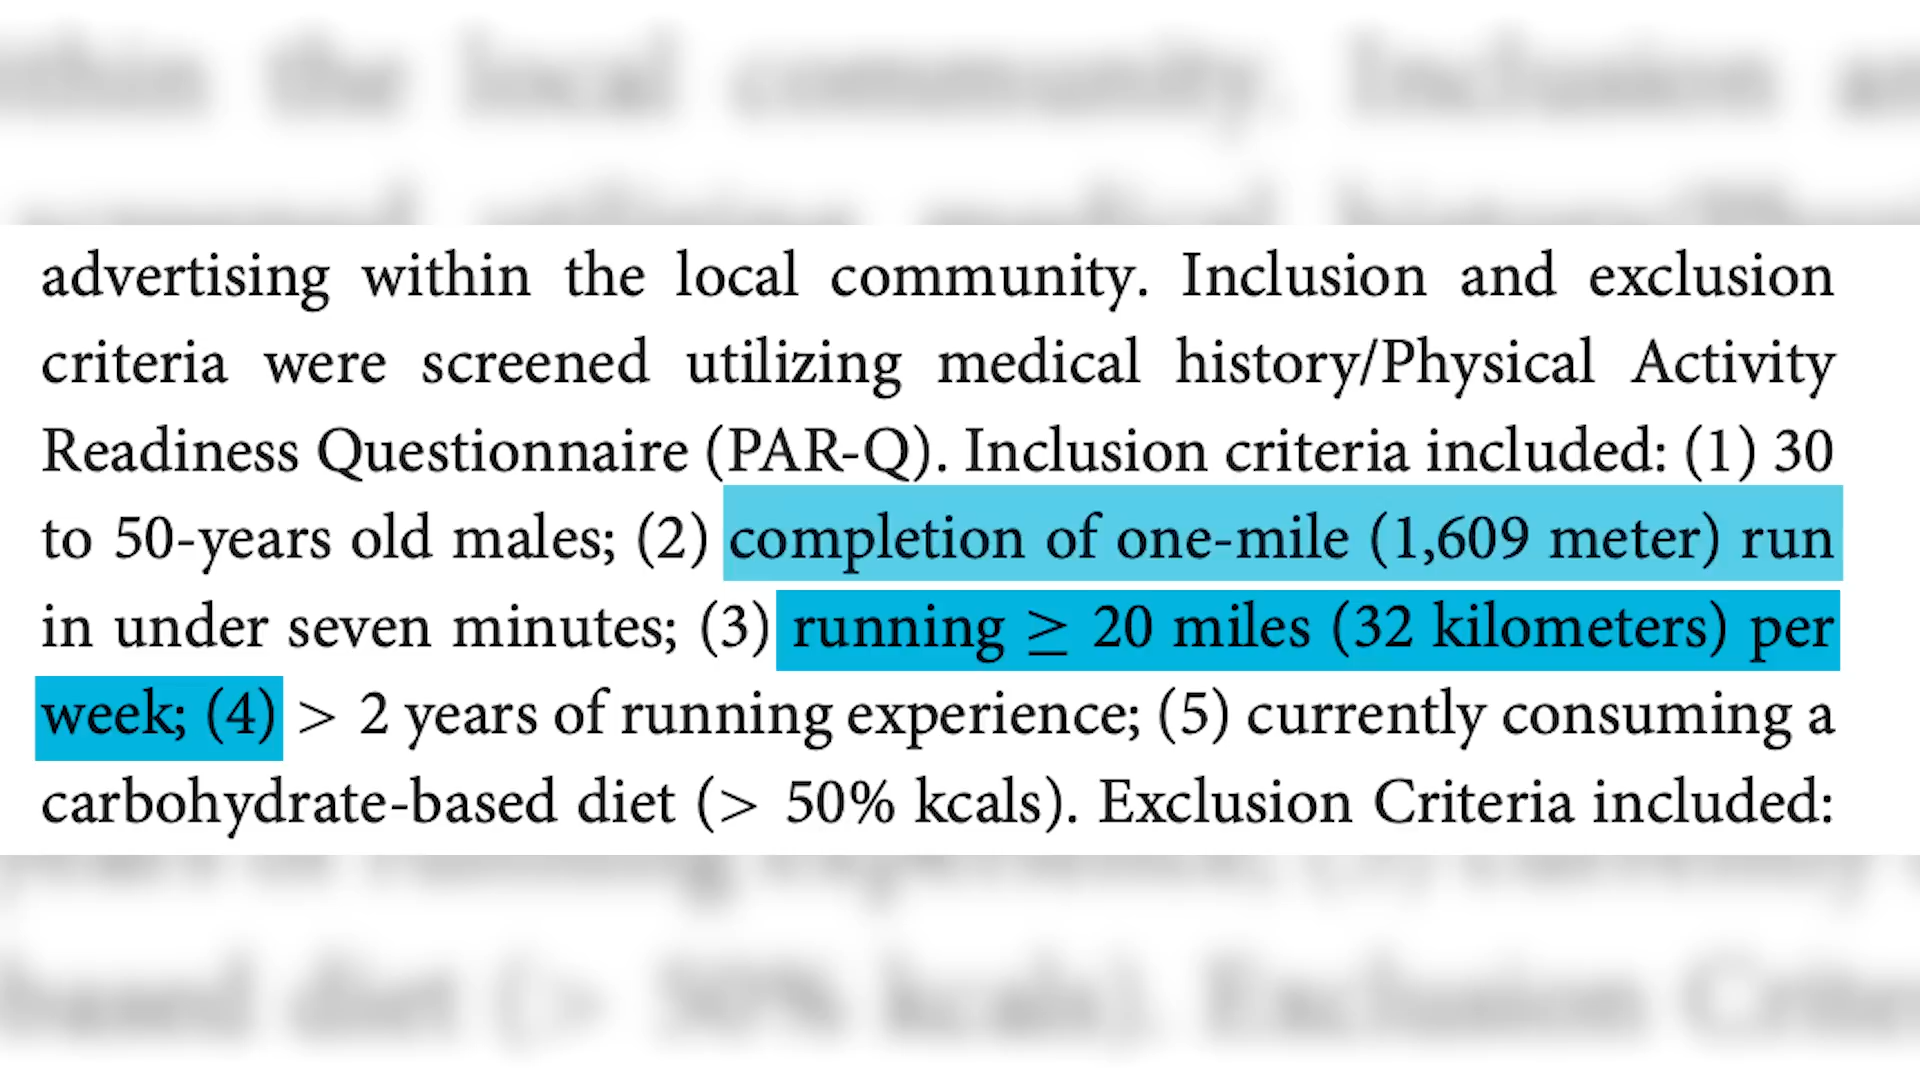 advertising within the local community. Inclusion and exclusion
criteria were screened utilizing medical history/Physical Activity
Readiness Questionnaire (PAR-Q). Inclusion criteria included: (1) 30
to 50-years old males; (2) completion of one-mile (1,609 meter) run
in under seven minutes; (3) running ≥ 20 miles (32 kilometers) per
week; (4) > 2 years of running experience; (5) currently consuming a
carbohydrate-based diet (> 50% kcals). Exclusion Criteria included: